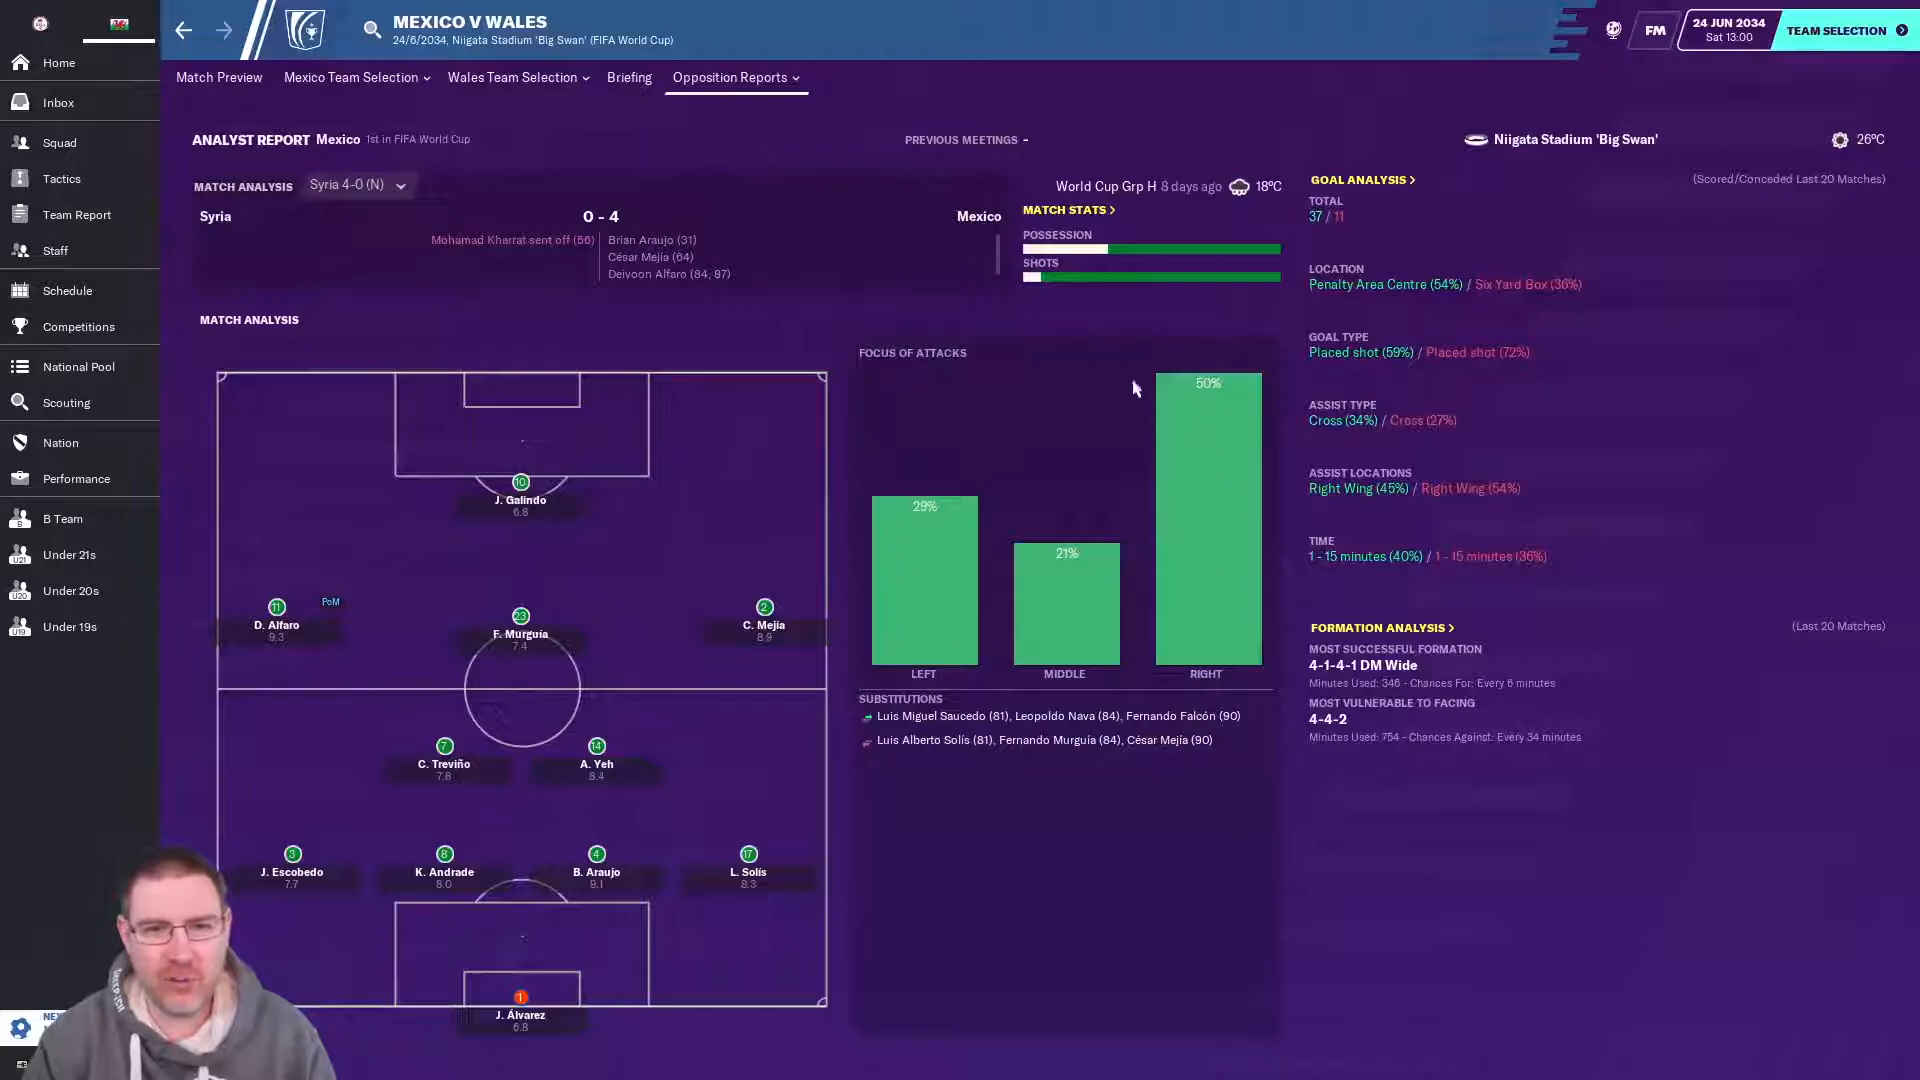 MEXICO V WALES
24/6/2034, Niigata Stadium 'Big Swan' (FIFA World Cup)
FM
24 JUN 2034
Sat 13:00
TEAM SELECTION
Home
Inbox
Squad
Tactics
Team Report
Staff
Schedule
Competitions
National Pool
Scouting
Nation
Performance
B Team
Under 21s
Under 20s
Under 19s
Match Preview
Mexico Team Selection
Wales Team Selection
Briefing
Opposition Reports
ANALYST REPORT Mexico 1st in FIFA World Cup
PREVIOUS MEETINGS -
Niigata Stadium 'Big Swan'
26ºC
MATCH ANALYSIS Syria 4-0 (N)
World Cup Grp H 8 days ago 18ºC
Syria 0 - 4 Mexico
Mohamad Kharrat sent off (56)
Brian Araujo (31)
César Mejía (64)
Deivoon Alfaro (84, 87)
MATCH STATS >
POSSESSION
SHOTS
MATCH ANALYSIS
10
J. Galindo
6.8
11
PoM
D. Alfaro
9.3
23
F. Murguía
7.4
2
C. Mejía
8.9
7
C. Treviño
7.8
14
A. Yeh
8.4
3
J. Escobedo
7.7
8
K. Andrade
8.0
4
B. Araujo
9.1
17
L. Solís
8.3
1
J. Álvarez
6.8
FOCUS OF ATTACKS
29%
21%
50%
LEFT
MIDDLE
RIGHT
SUBSTITUTIONS
Luis Miguel Saucedo (81), Leopoldo Nava (84), Fernando Falcón (90)
Luis Alberto Solís (81), Fernando Murguía (84), César Mejía (90)
GOAL ANALYSIS >
(Scored/Conceded Last 20 Matches)
TOTAL
37 / 11
LOCATION
Penalty Area Centre (54%) / Six Yard Box (36%)
GOAL TYPE
Placed shot (59%) / Placed shot (72%)
ASSIST TYPE
Cross (34%) / Cross (27%)
ASSIST LOCATIONS
Right Wing (45%) / Right Wing (54%)
TIME
1 - 15 minutes (40%) / 1 - 15 minutes (36%)
FORMATION ANALYSIS >
(Last 20 Matches)
MOST SUCCESSFUL FORMATION
4-1-4-1 DM Wide
Minutes Used: 346 - Chances For: Every 6 minutes
MOST VULNERABLE TO FACING
4-4-2
Minutes Used: 754 - Chances Against: Every 34 minutes